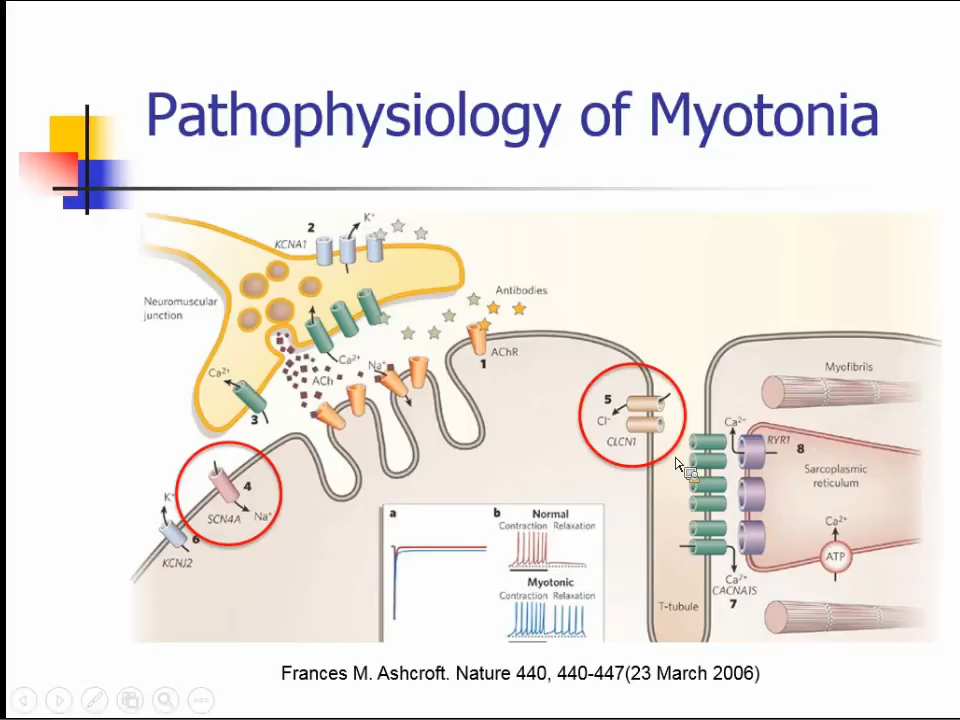 Pathophysiology of Myotonia
2
K⁺
KCNA1
Neuromuscular
junction
Antibodies
Ca²⁺
ACh
Na⁺
AChR
1
Ca²⁺
3
4
SCN4A
Na⁺
K⁺
6
KCNJ2
5
Cl⁻
CLCN1
Myofibrils
Ca²⁺
RYR1
8
Sarcoplasmic
reticulum
Ca²⁺
ATP
Ca²⁺
CACNA1S
7
T-tubule
a
b
Normal
Contraction Relaxation
Myotonic
Contraction Relaxation
Frances M. Ashcroft. Nature 440, 440-447(23 March 2006)